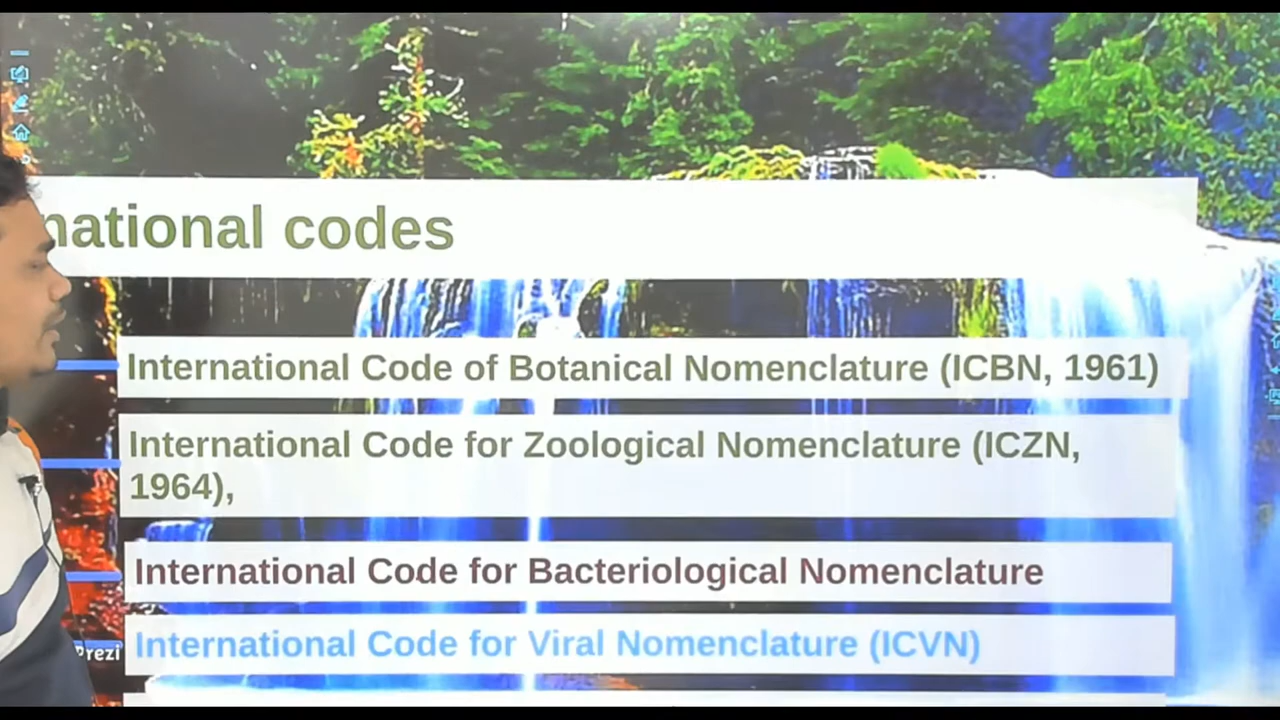 national codes
International Code of Botanical Nomenclature (ICBN, 1961)
International Code for Zoological Nomenclature (ICZN,
1964),
International Code for Bacteriological Nomenclature
International Code for Viral Nomenclature (ICVN)
Prezi